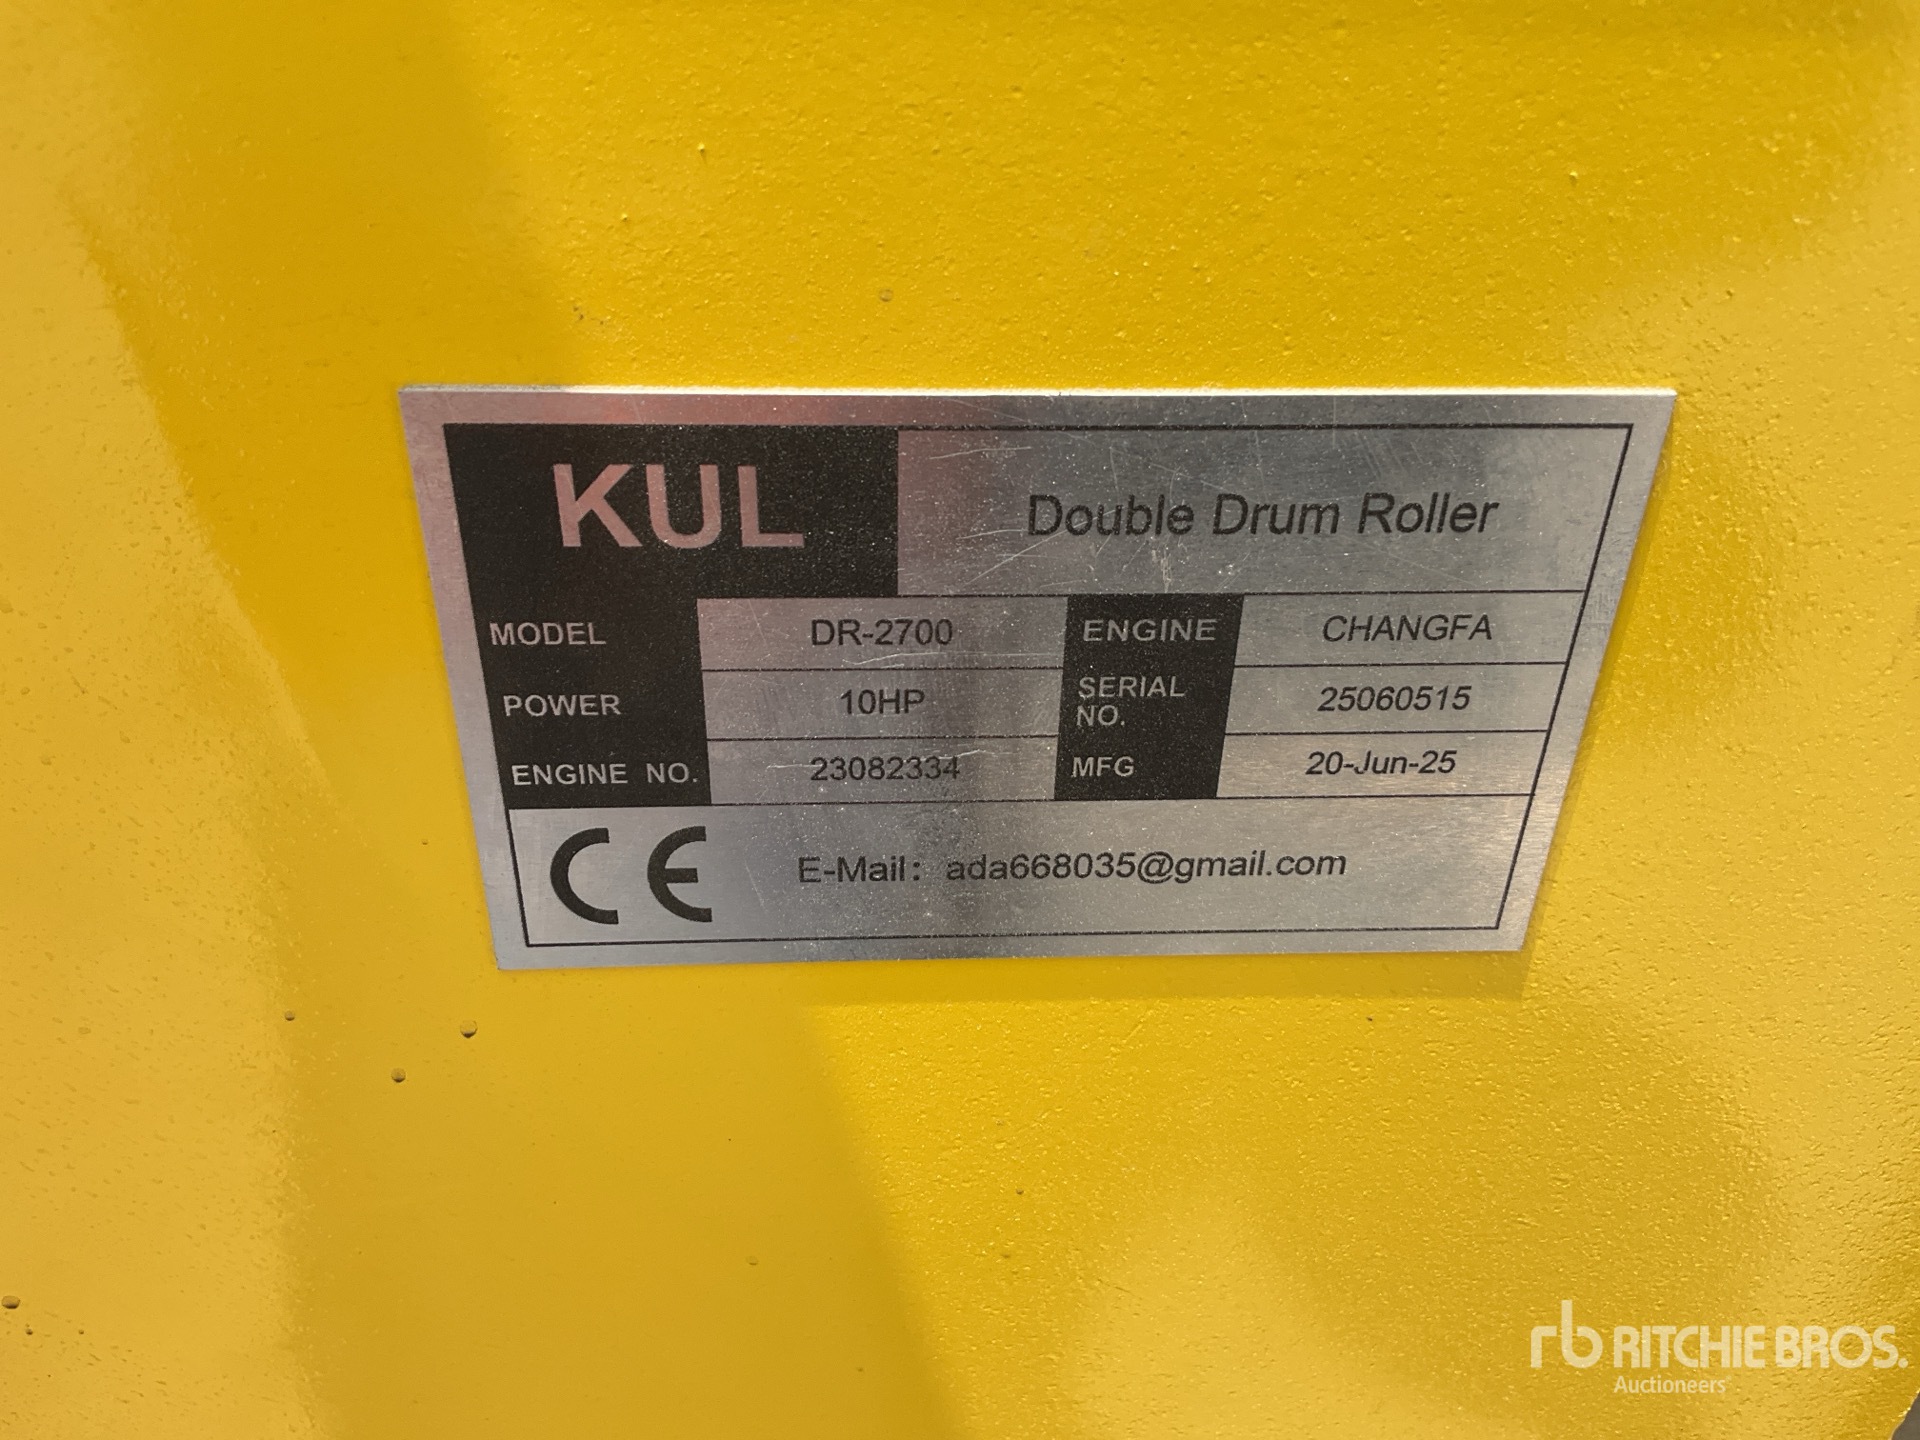 KUL Double Drum Roller
MODEL DR-2700 ENGINE CHANGFA
POWER 10HP SERIAL NO. 25060515
ENGINE NO. 23082334 MFG 20-Jun-25
CE E-Mail: ada668035@gmail.com
rb RITCHIE BROS.
Auctioneers